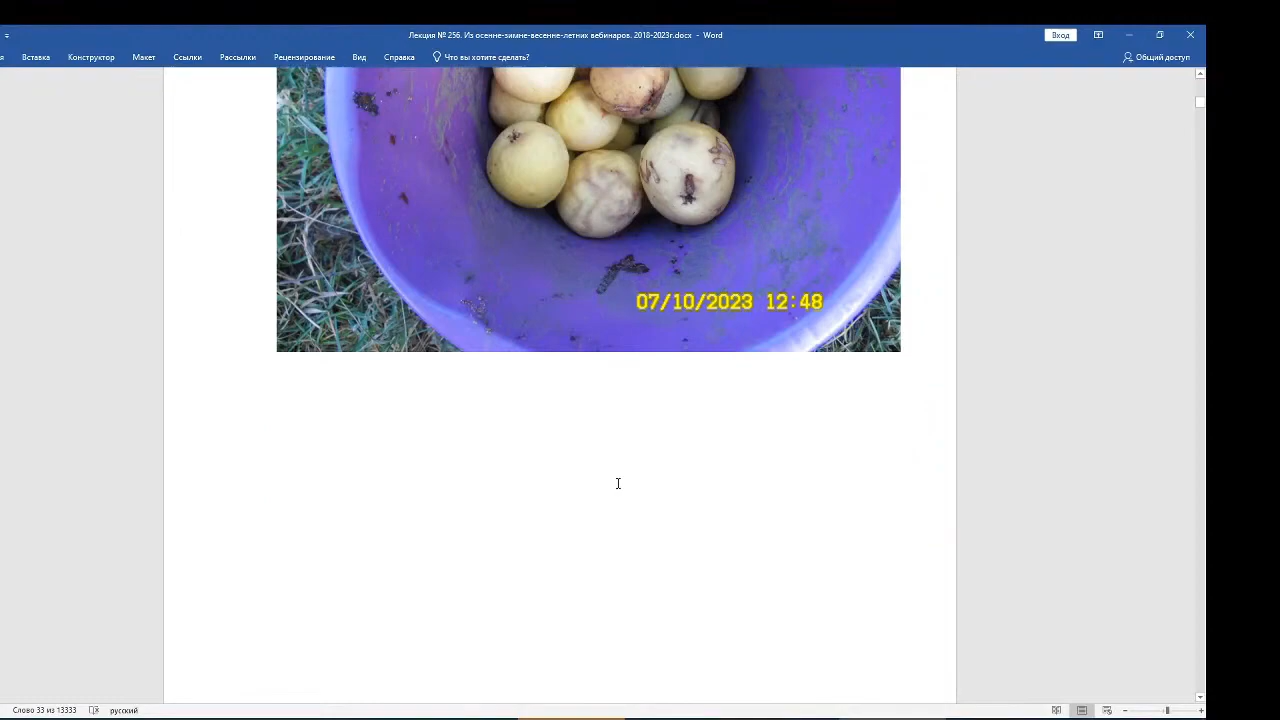 Лекция № 256. Из осенне-зимне-весенне-летних вебинаров. 2018-2023г.docx - Word
Вход
Вставка Конструктор Макет Ссылки Рассылки Рецензирование Вид Справка Что вы хотите сделать? Общий доступ
07/10/2023 12:48
Слово 33 из 13333 русский